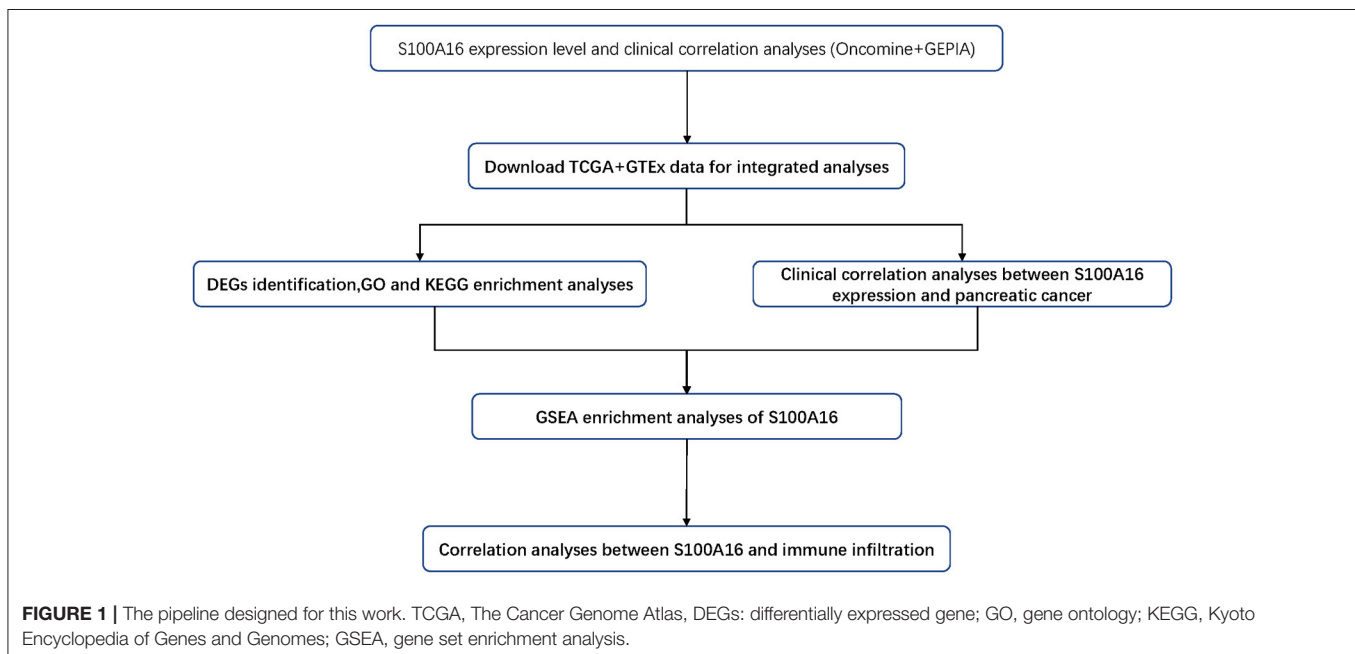 S100A16 expression level and clinical correlation analyses (Oncomine+GEPIA)
Download TCGA+GTEx data for integrated analyses
DEGs identification,GO and KEGG enrichment analyses
Clinical correlation analyses between S100A16
expression and pancreatic cancer
GSEA enrichment analyses of S100A16
Correlation analyses between S100A16 and immune infiltration
FIGURE 1 | The pipeline designed for this work. TCGA, The Cancer Genome Atlas, DEGs: differentially expressed gene; GO, gene ontology; KEGG, Kyoto
Encyclopedia of Genes and Genomes; GSEA, gene set enrichment analysis.